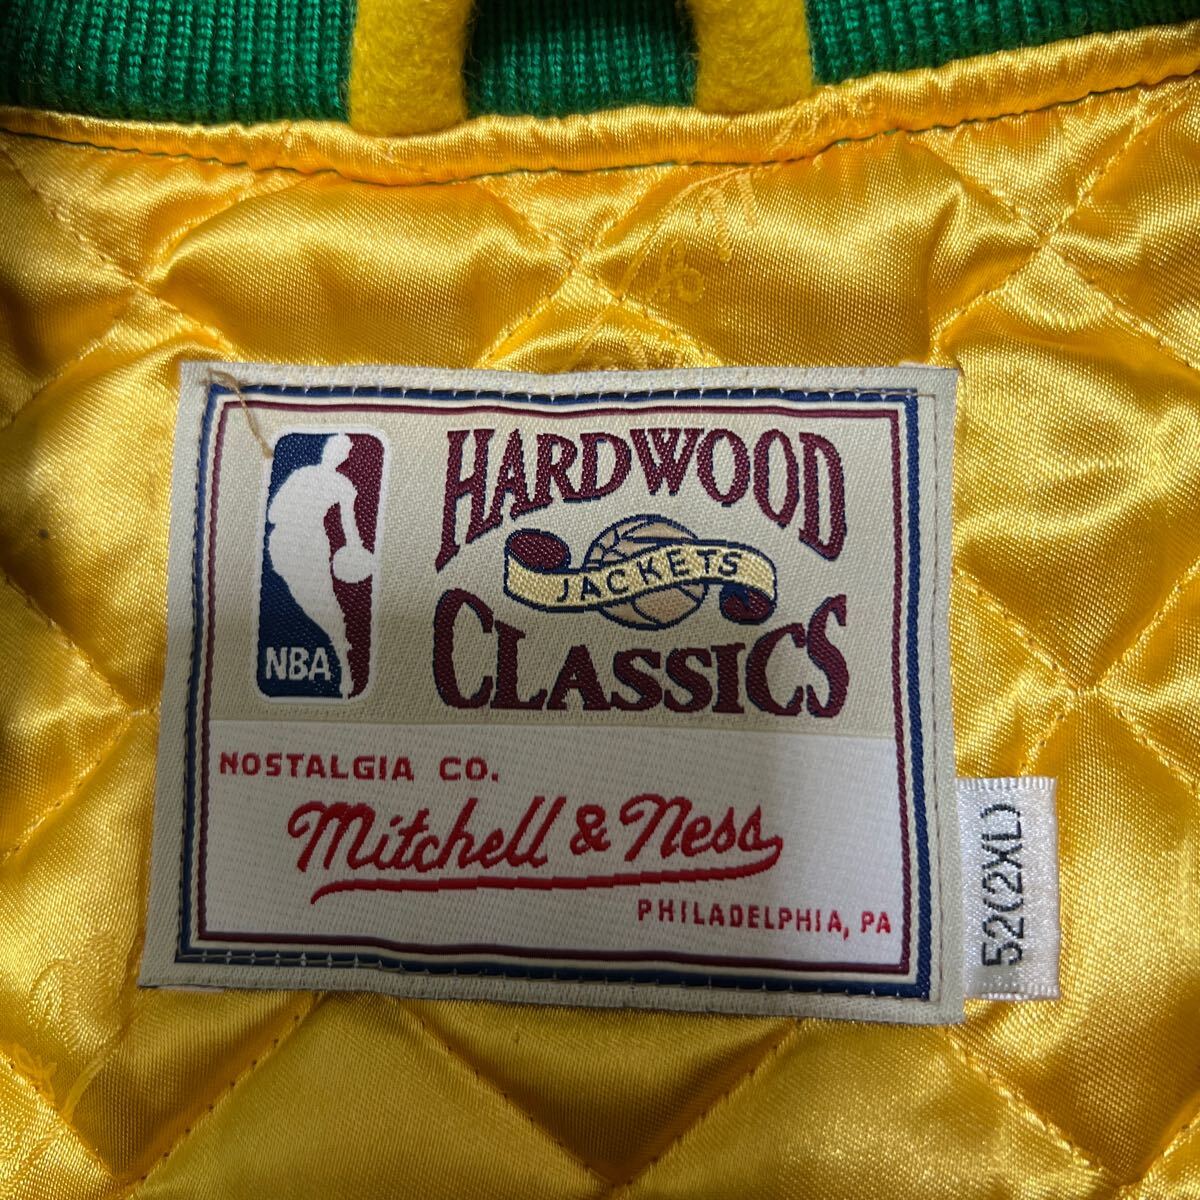 HARDWOOD
JACKETS
CLASSICS
NBA
NOSTALGIA CO.
Mitchell & Ness
PHILADELPHIA, PA
52(2XL)